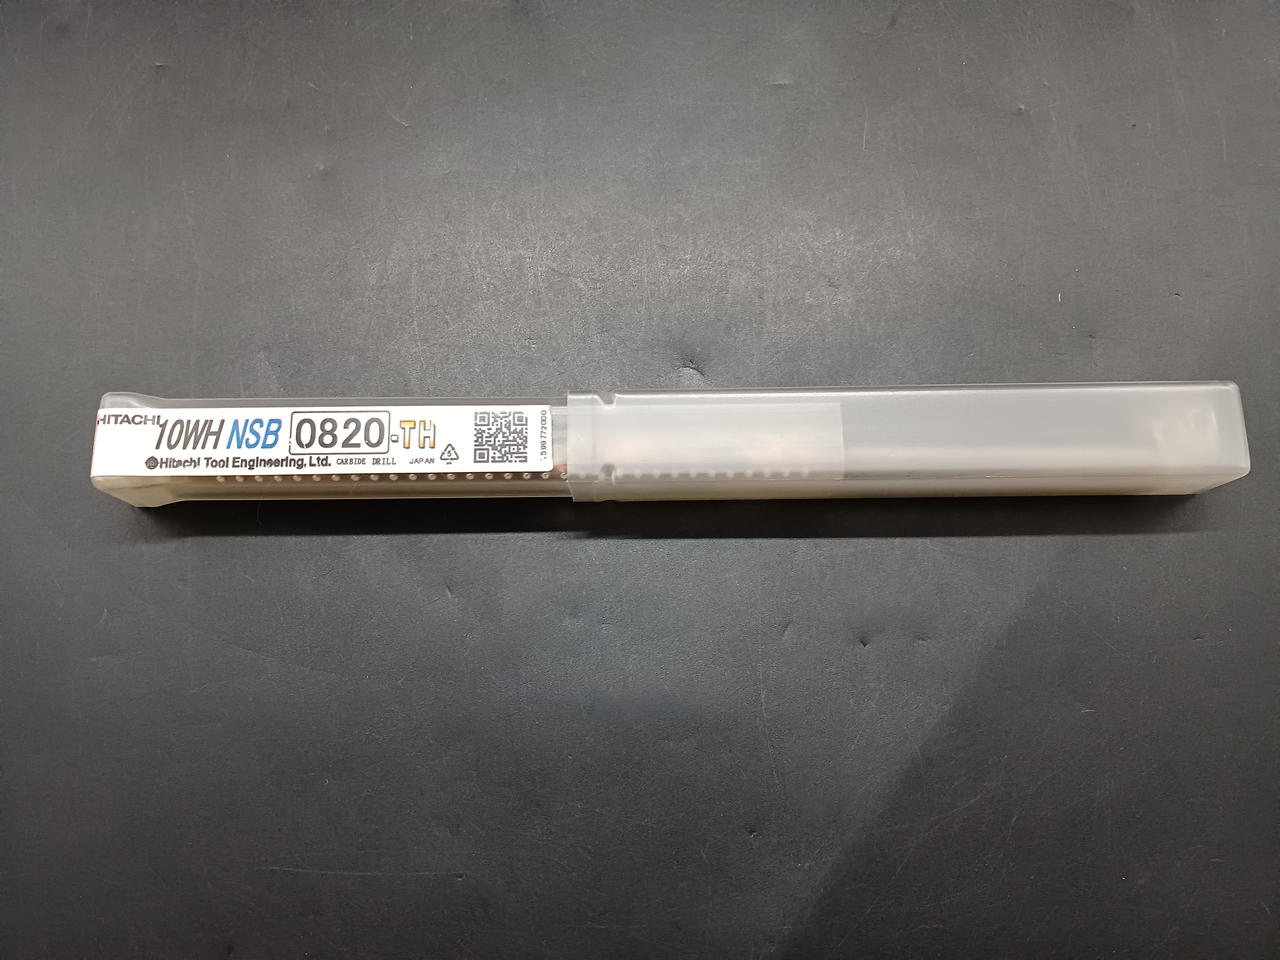 HITACHI 10WH NSB 0820-TH
Hitachi Tool Engineering, Ltd. CARBIDE DRILL JAPAN